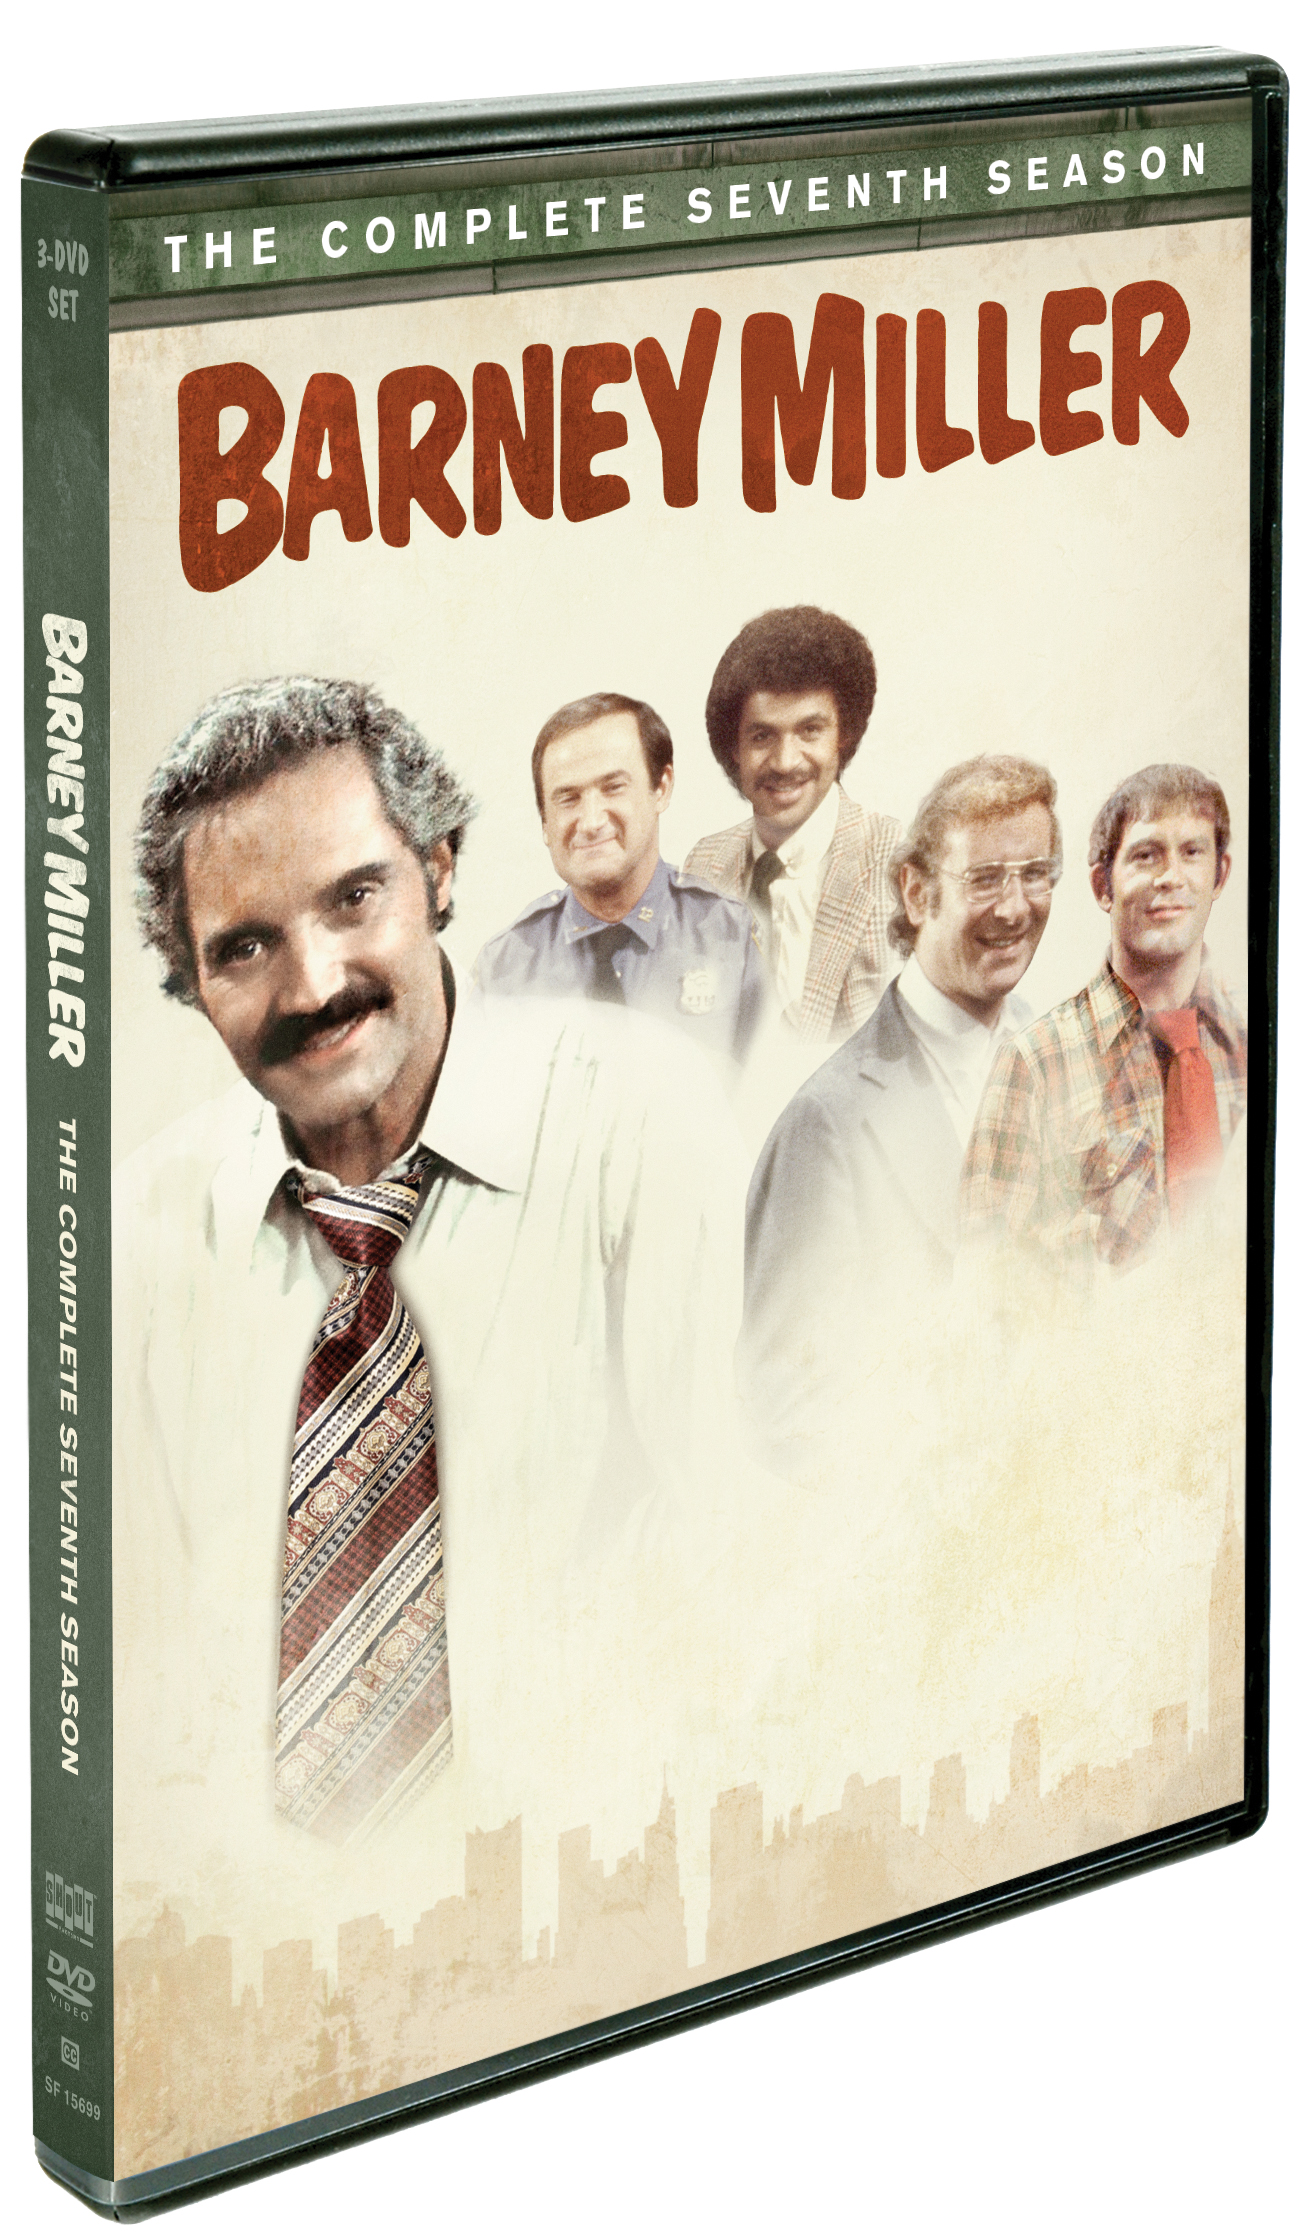 THE COMPLETE SEVENTH SEASON
BARNEY MILLER
3-DVD
SET
BARNEY MILLER THE COMPLETE SEVENTH SEASON
SHOUT
FACTORY
DVD
VIDEO
CC
SF 15699